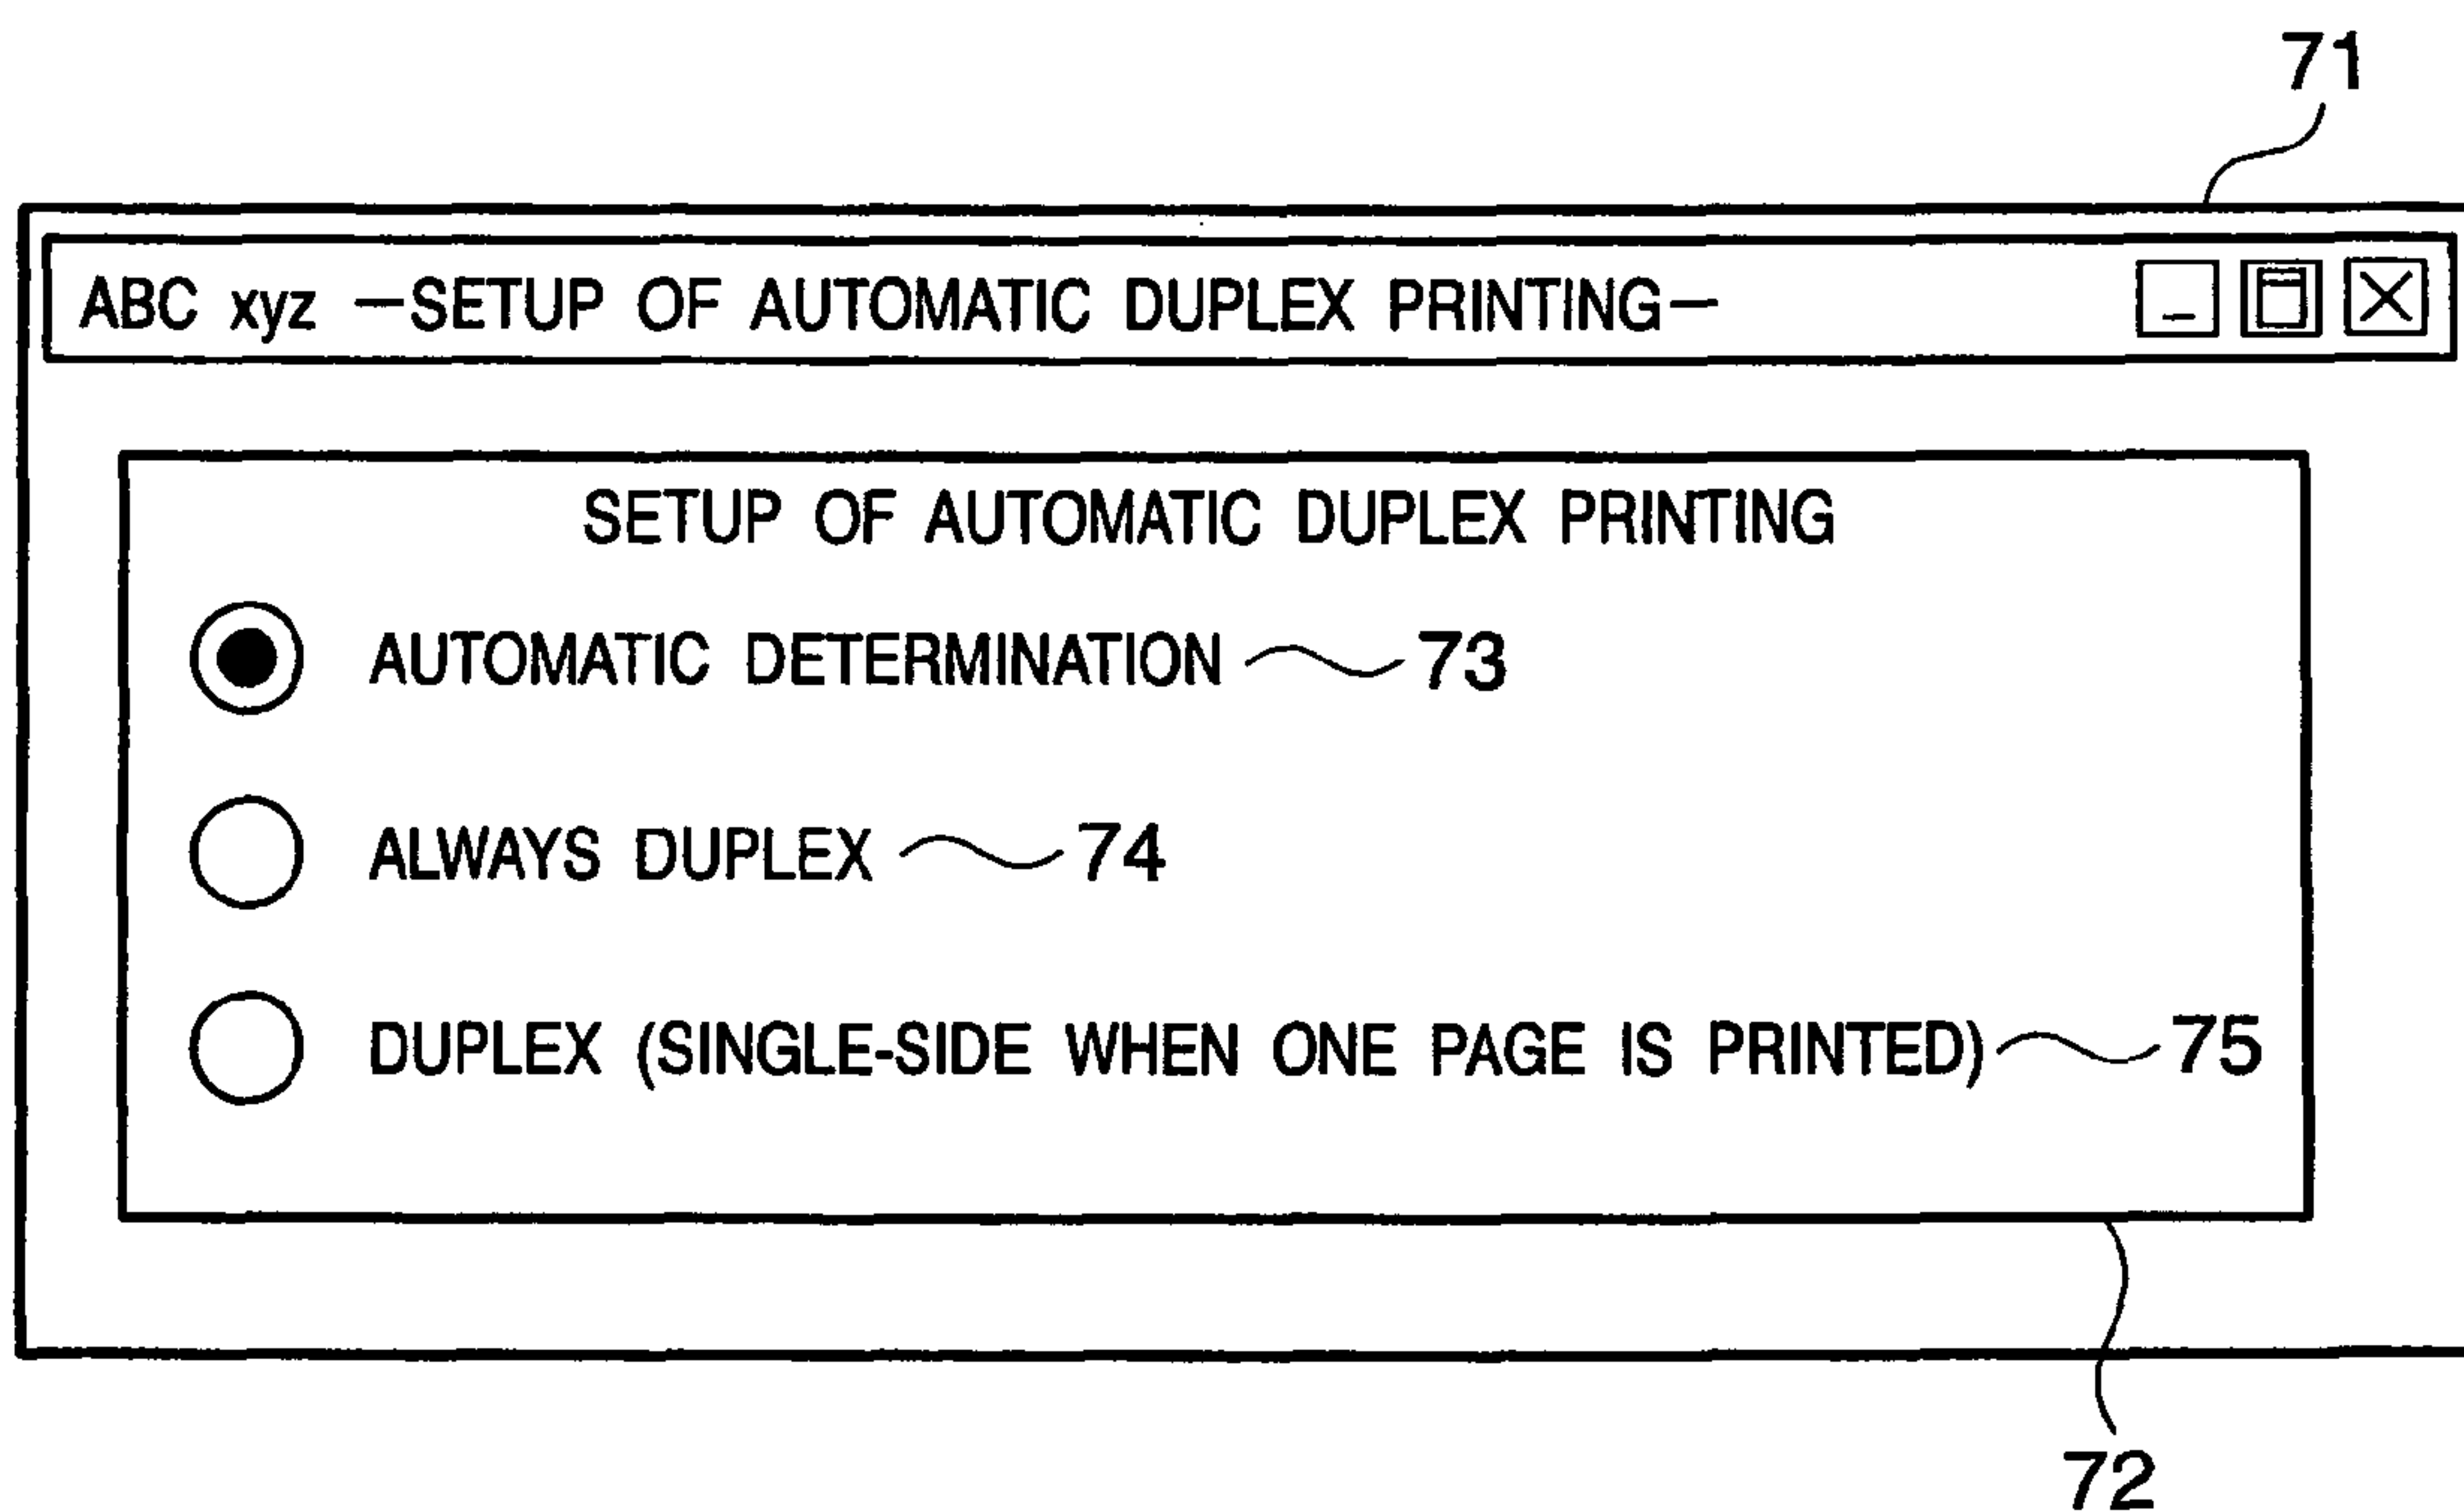 71
ABC xyz —SETUP OF AUTOMATIC DUPLEX PRINTING—
SETUP OF AUTOMATIC DUPLEX PRINTING
AUTOMATIC DETERMINATION 73
ALWAYS DUPLEX 74
DUPLEX (SINGLE-SIDE WHEN ONE PAGE IS PRINTED) 75
72